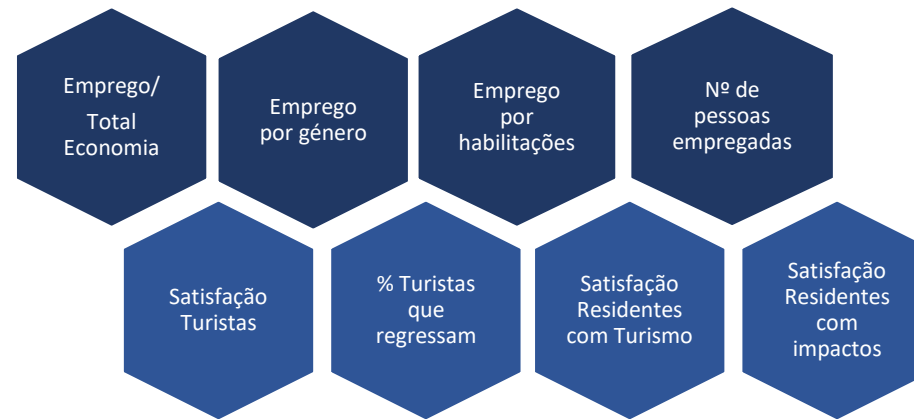 Emprego/
Total
Economia
Emprego
por género
Emprego
por
habilitações
Nº de
pessoas
empregadas
Satisfação
Turistas
% Turistas
que
regressam
Satisfação
Residentes
com Turismo
Satisfação
Residentes
com
impactos